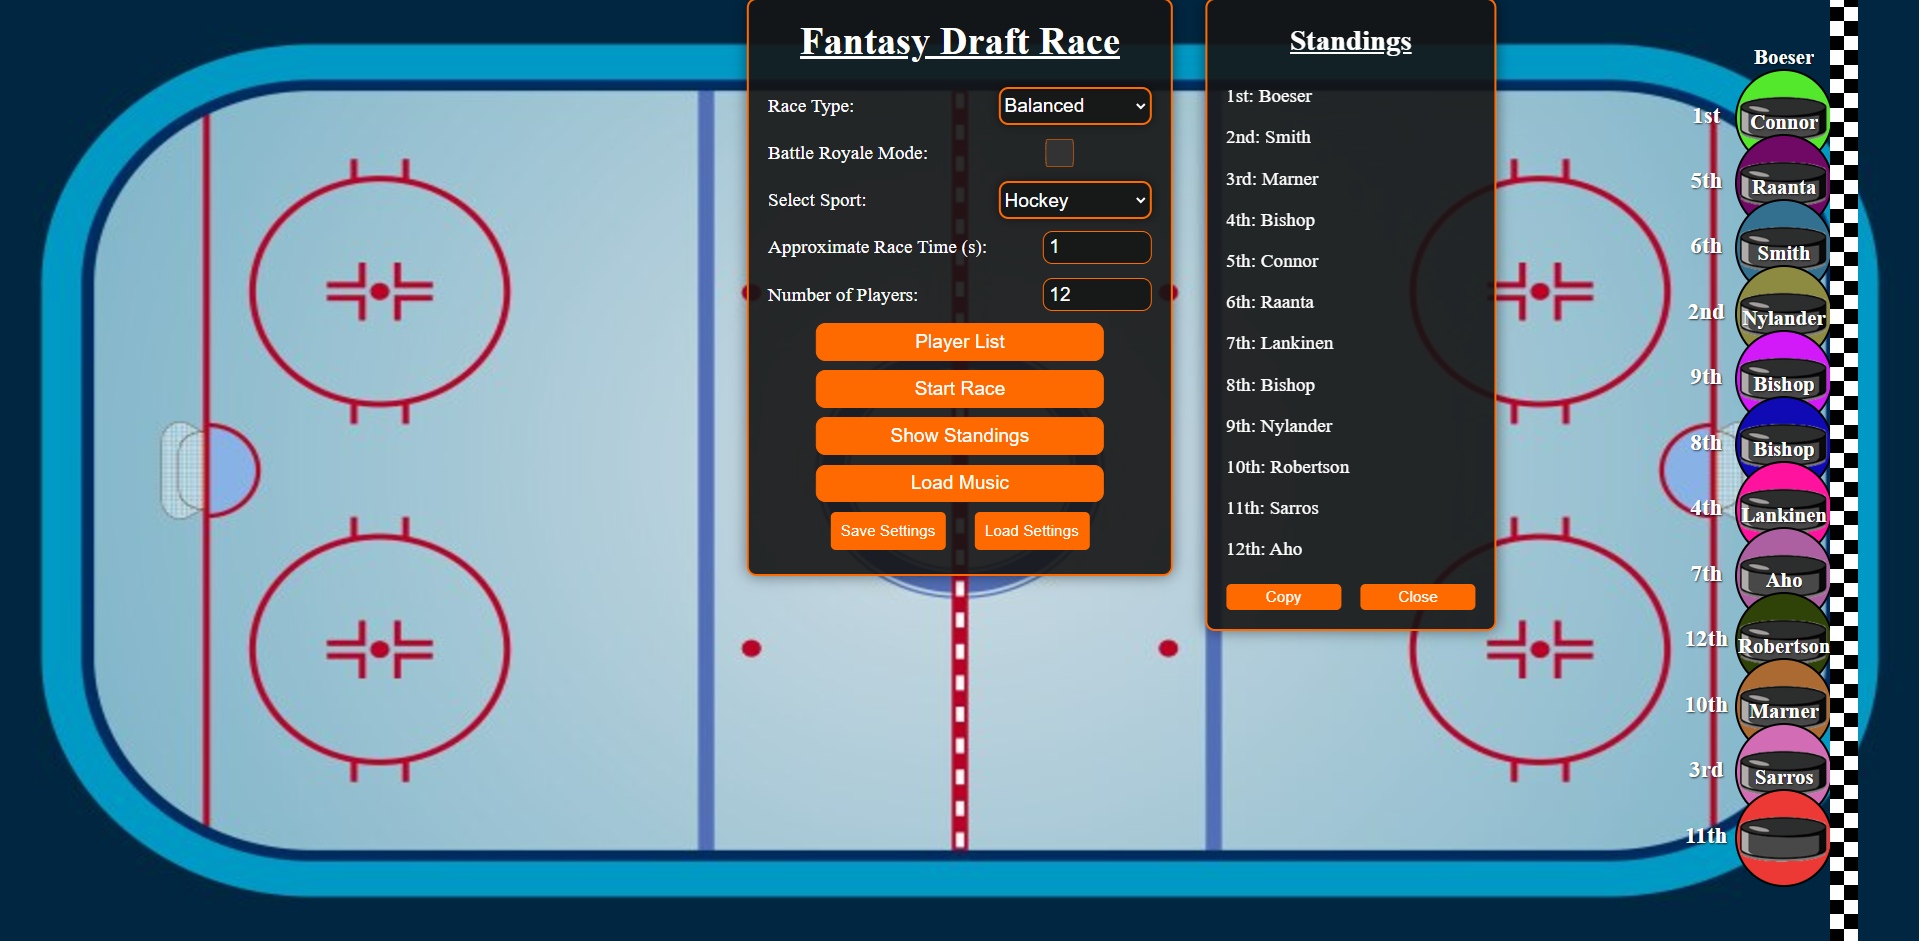 Fantasy Draft Race
Race Type:
Balanced
Battle Royale Mode:
Select Sport:
Hockey
Approximate Race Time (s):
1
Number of Players:
12
Player List
Start Race
Show Standings
Load Music
Save Settings
Load Settings
Standings
1st: Boeser
2nd: Smith
3rd: Marner
4th: Bishop
5th: Connor
6th: Raanta
7th: Lankinen
8th: Bishop
9th: Nylander
10th: Robertson
11th: Sarros
12th: Aho
Copy
Close
Boeser
1st
Connor
5th
Raanta
6th
Smith
2nd
Nylander
9th
Bishop
8th
Bishop
4th
Lankinen
7th
Aho
12th
Robertson
10th
Marner
3rd
Sarros
11th